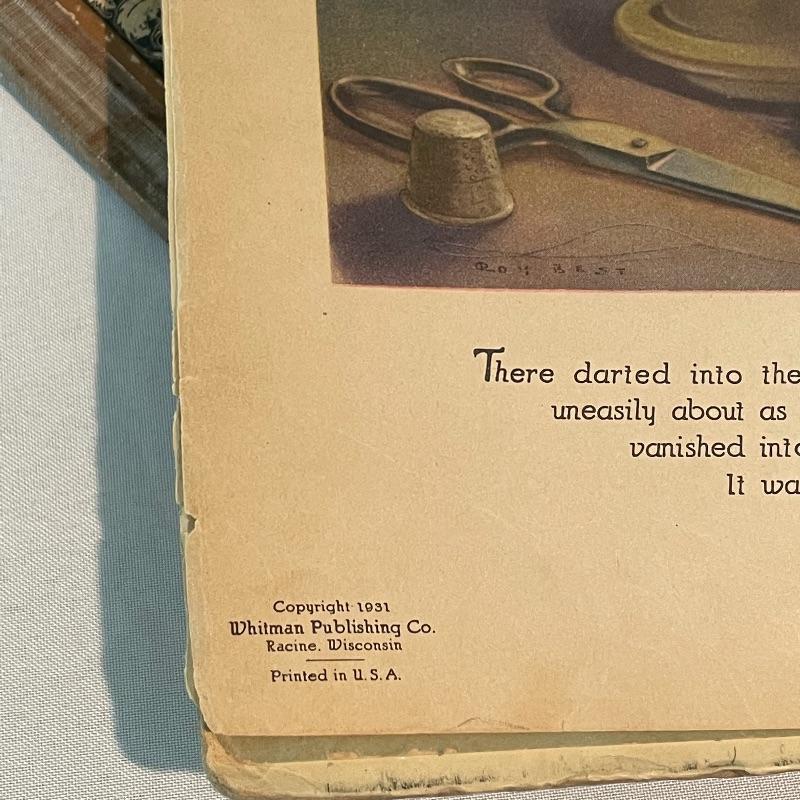 ROY BEST
There darted into the
uneasily about as
vanished into
It wa
Copyright 1931
Whitman Publishing Co.
Racine, Wisconsin
Printed in U. S. A.